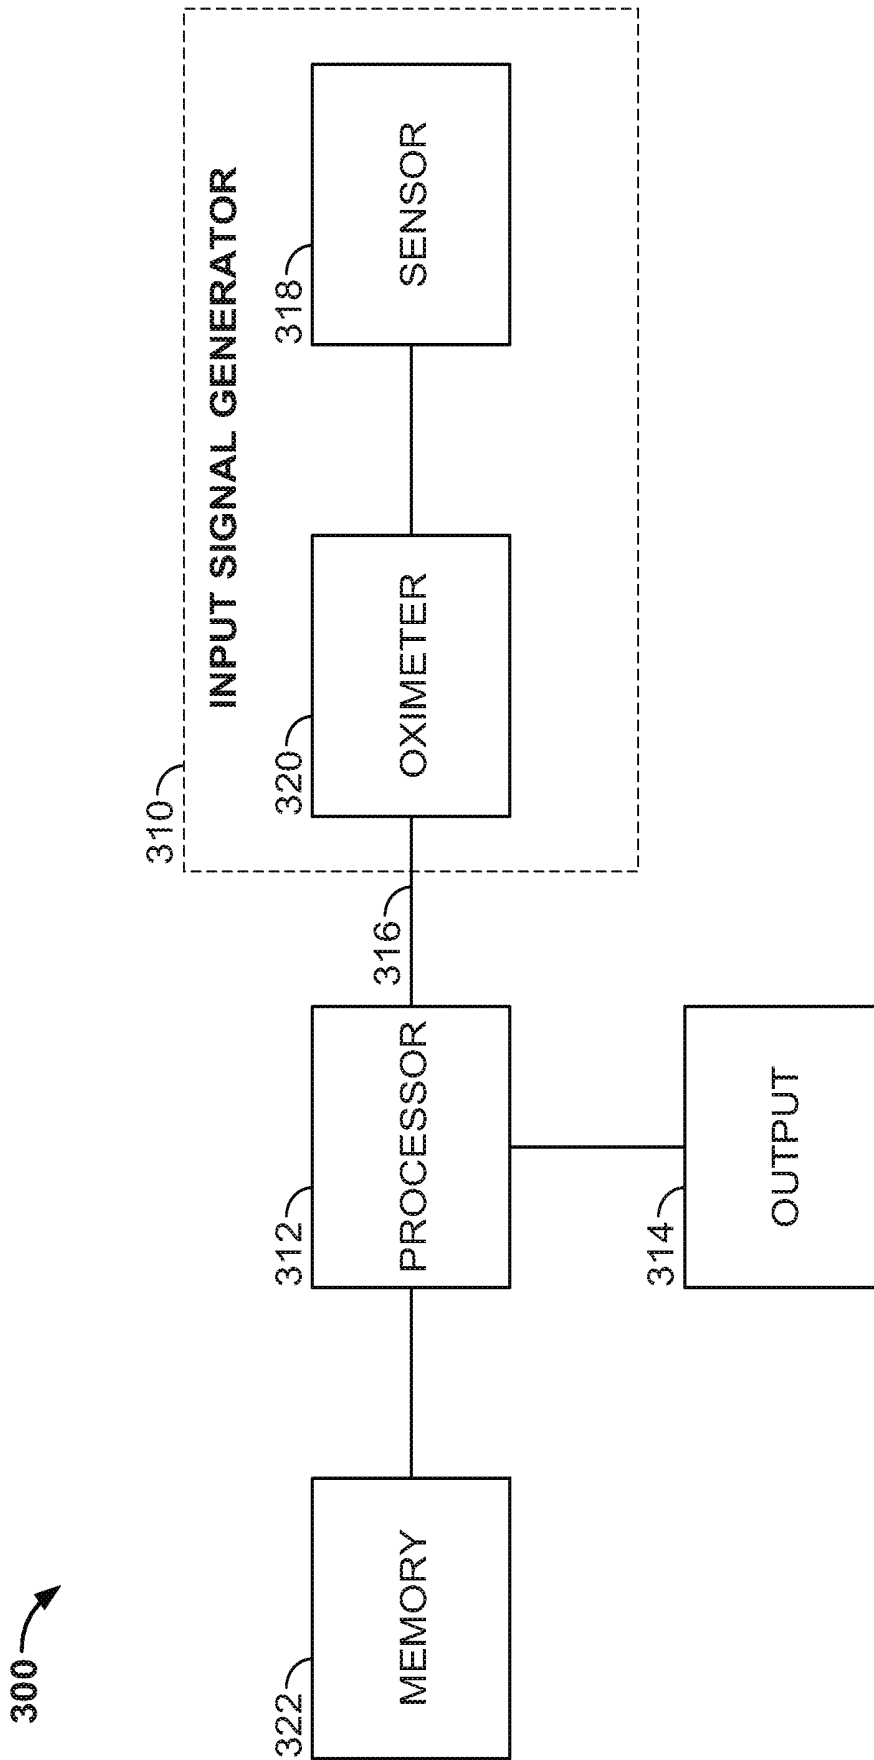 300
310
INPUT SIGNAL GENERATOR
322
MEMORY
312
PROCESSOR
316
320
OXIMETER
318
SENSOR
314
OUTPUT